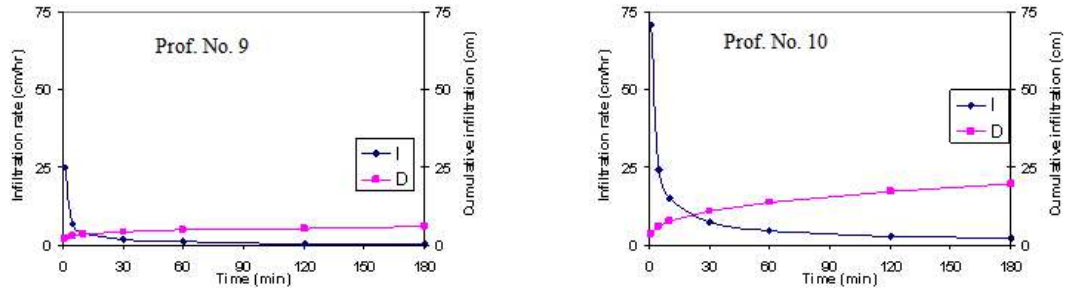 Prof. No. 9
Infiltration rate (cm/hr)
75
50
25
0
75
50
25
0
Cumulative infiltration (cm)
I
D
0 30 60 90 120 150 180
Time (min)
Prof. No. 10
Infiltration rate (cm/hr)
75
50
25
0
75
50
25
0
Cumulative infiltration (cm)
I
D
0 30 60 90 120 150 180
Time (min)